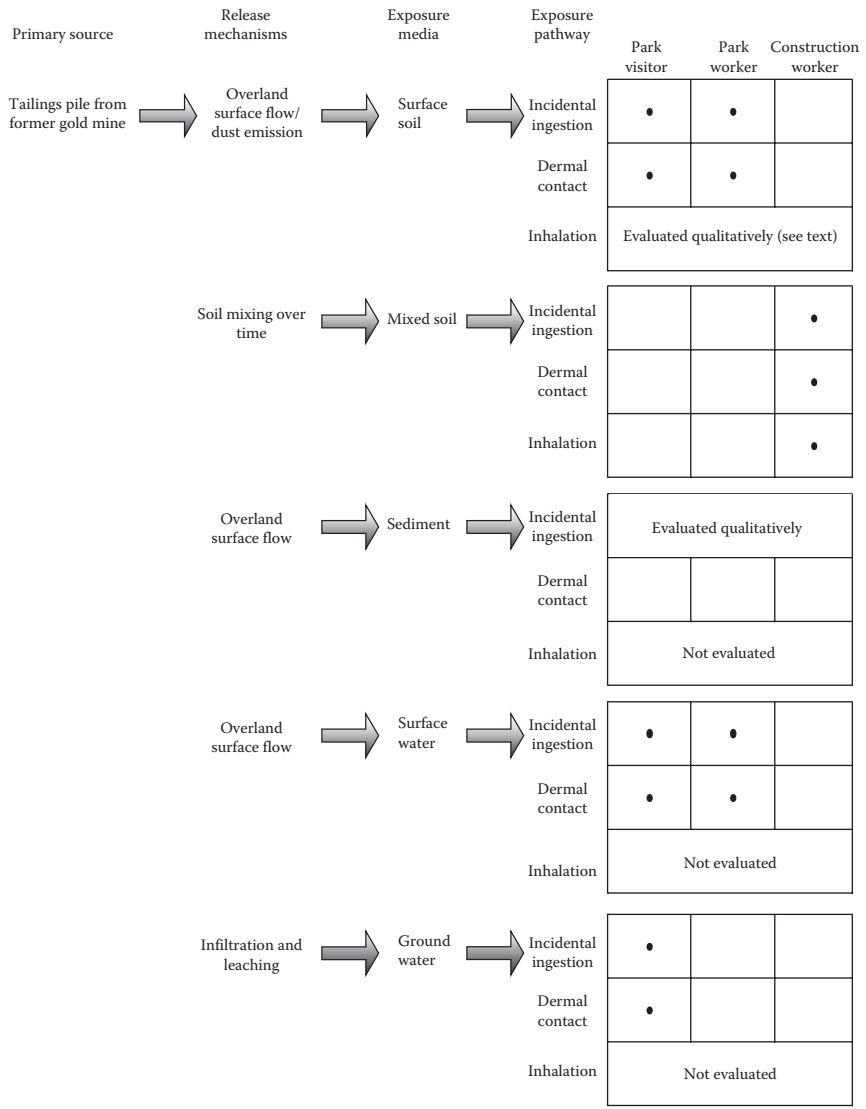 Primary source
Release
mechanisms
Exposure
media
Exposure
pathway
Park
visitor
Park
worker
Construction
worker
Tailings pile from
former gold mine
Overland
surface flow/
dust emission
Surface
soil
Incidental
ingestion
Dermal
contact
Inhalation
Evaluated qualitatively (see text)
Soil mixing over
time
Mixed soil
Incidental
ingestion
Dermal
contact
Inhalation
Overland
surface flow
Sediment
Incidental
ingestion
Evaluated qualitatively
Dermal
contact
Inhalation
Not evaluated
Overland
surface flow
Surface
water
Incidental
ingestion
Dermal
contact
Inhalation
Not evaluated
Infiltration and
leaching
Ground
water
Incidental
ingestion
Dermal
contact
Inhalation
Not evaluated